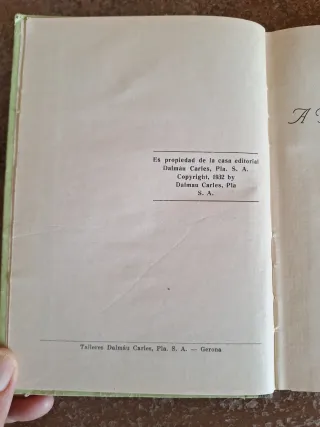 Es propiedad de la casa editorial
Dalmáu Carles, Pla. S. A.
Copyright, 1932 by
Dalmau Carles, Pla
S. A.
Talleres Dalmáu Carles, Pla. S. A. — Gerona
A